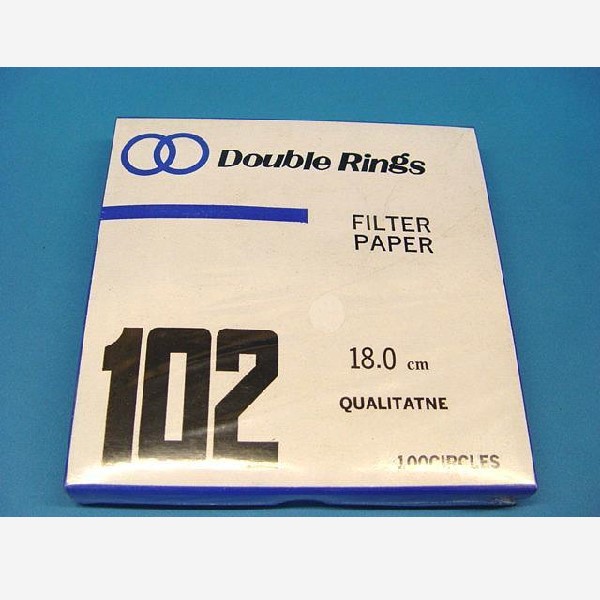 Double Rings
FILTER
PAPER
102
18.0 cm
QUALITATNE
100CIRCLES